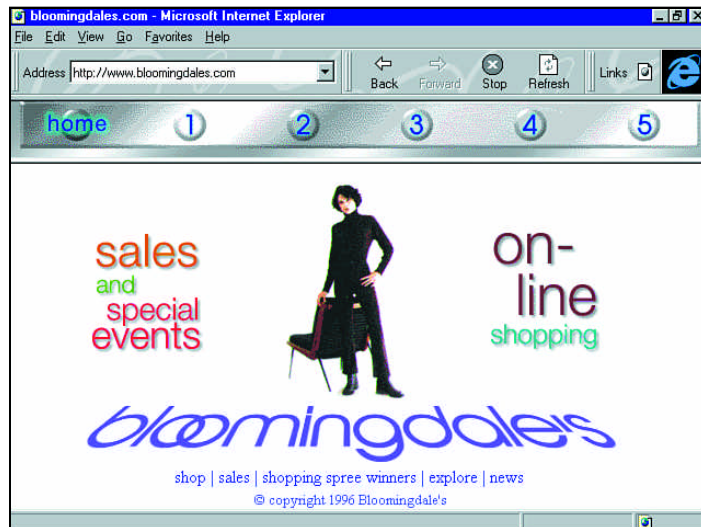 bloomingdales.com - Microsoft Internet Explorer
File Edit View Go Favorites Help
Address http://www.bloomingdales.com Back Forward Stop Refresh Links
home 1 2 3 4 5
sales
and
special
events
on-
line
shopping
bloomingdale's
shop | sales | shopping spree winners | explore | news
© copyright 1996 Bloomingdale's